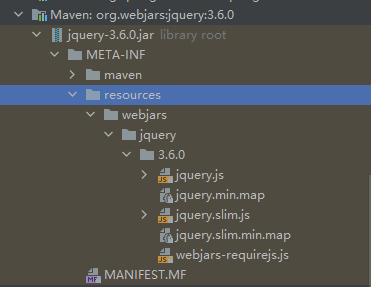 Maven: org.webjars:jquery:3.6.0
jquery-3.6.0.jar library root
META-INF
maven
resources
webjars
jquery
3.6.0
jquery.js
jquery.min.map
jquery.slim.js
jquery.slim.min.map
webjars-requirejs.js
MANIFEST.MF